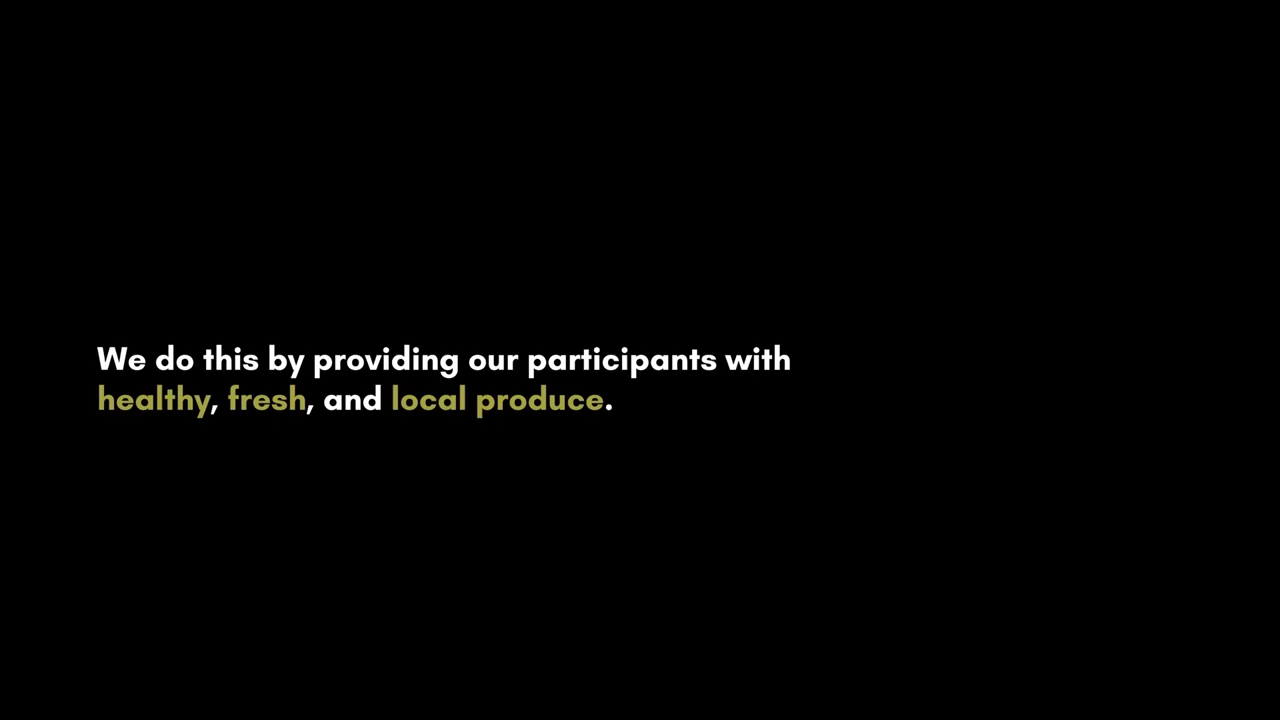 We do this by providing our participants with
healthy, fresh, and local produce.